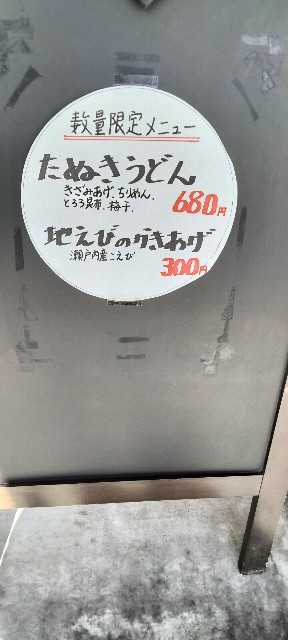 数量限定メニュー
たぬきうどん
きざみあげ、ちりめん、
とろろ昆布、梅干、
680円
地えびのかきあげ
瀬戸内産こえび
300円